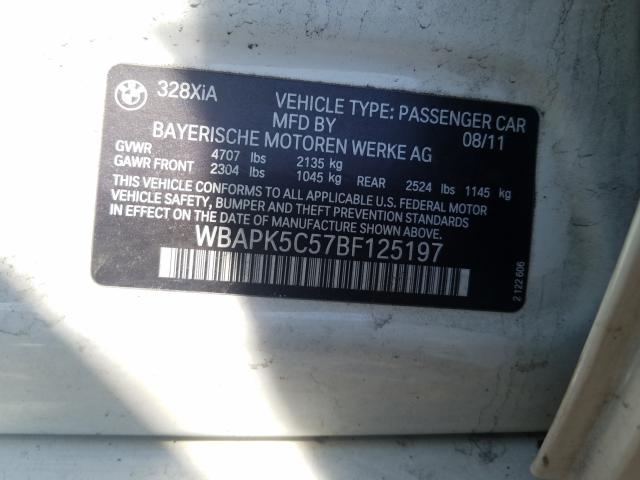 BMW
328XiA
VEHICLE TYPE: PASSENGER CAR
MFD BY
08/11
BAYERISCHE MOTOREN WERKE AG
GVWR 4707 lbs 2135 kg
GAWR FRONT 2304 lbs 1045 kg REAR 2524 lbs 1145 kg
THIS VEHICLE CONFORMS TO ALL APPLICABLE U.S. FEDERAL MOTOR
VEHICLE SAFETY, BUMPER AND THEFT PREVENTION STANDARDS
IN EFFECT ON THE DATE OF MANUFACTURE SHOWN ABOVE.
WBAPK5C57BF125197
2 122 606